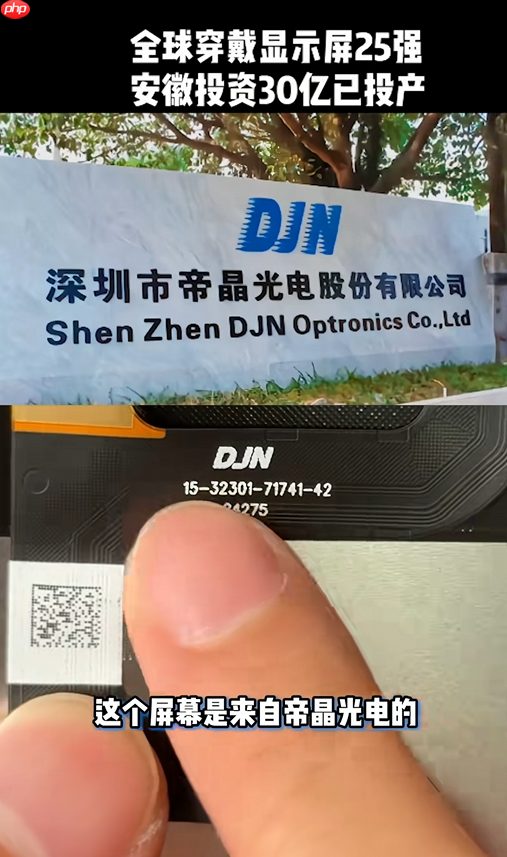 php
全球穿戴显示屏25强
安徽投资30亿已投产
DJN
深圳市帝晶光电股份有限公司
Shen Zhen DJN Optronics Co.,Ltd
DJN
15-32301-71741-42
4275
这个屏幕是来自帝晶光电的